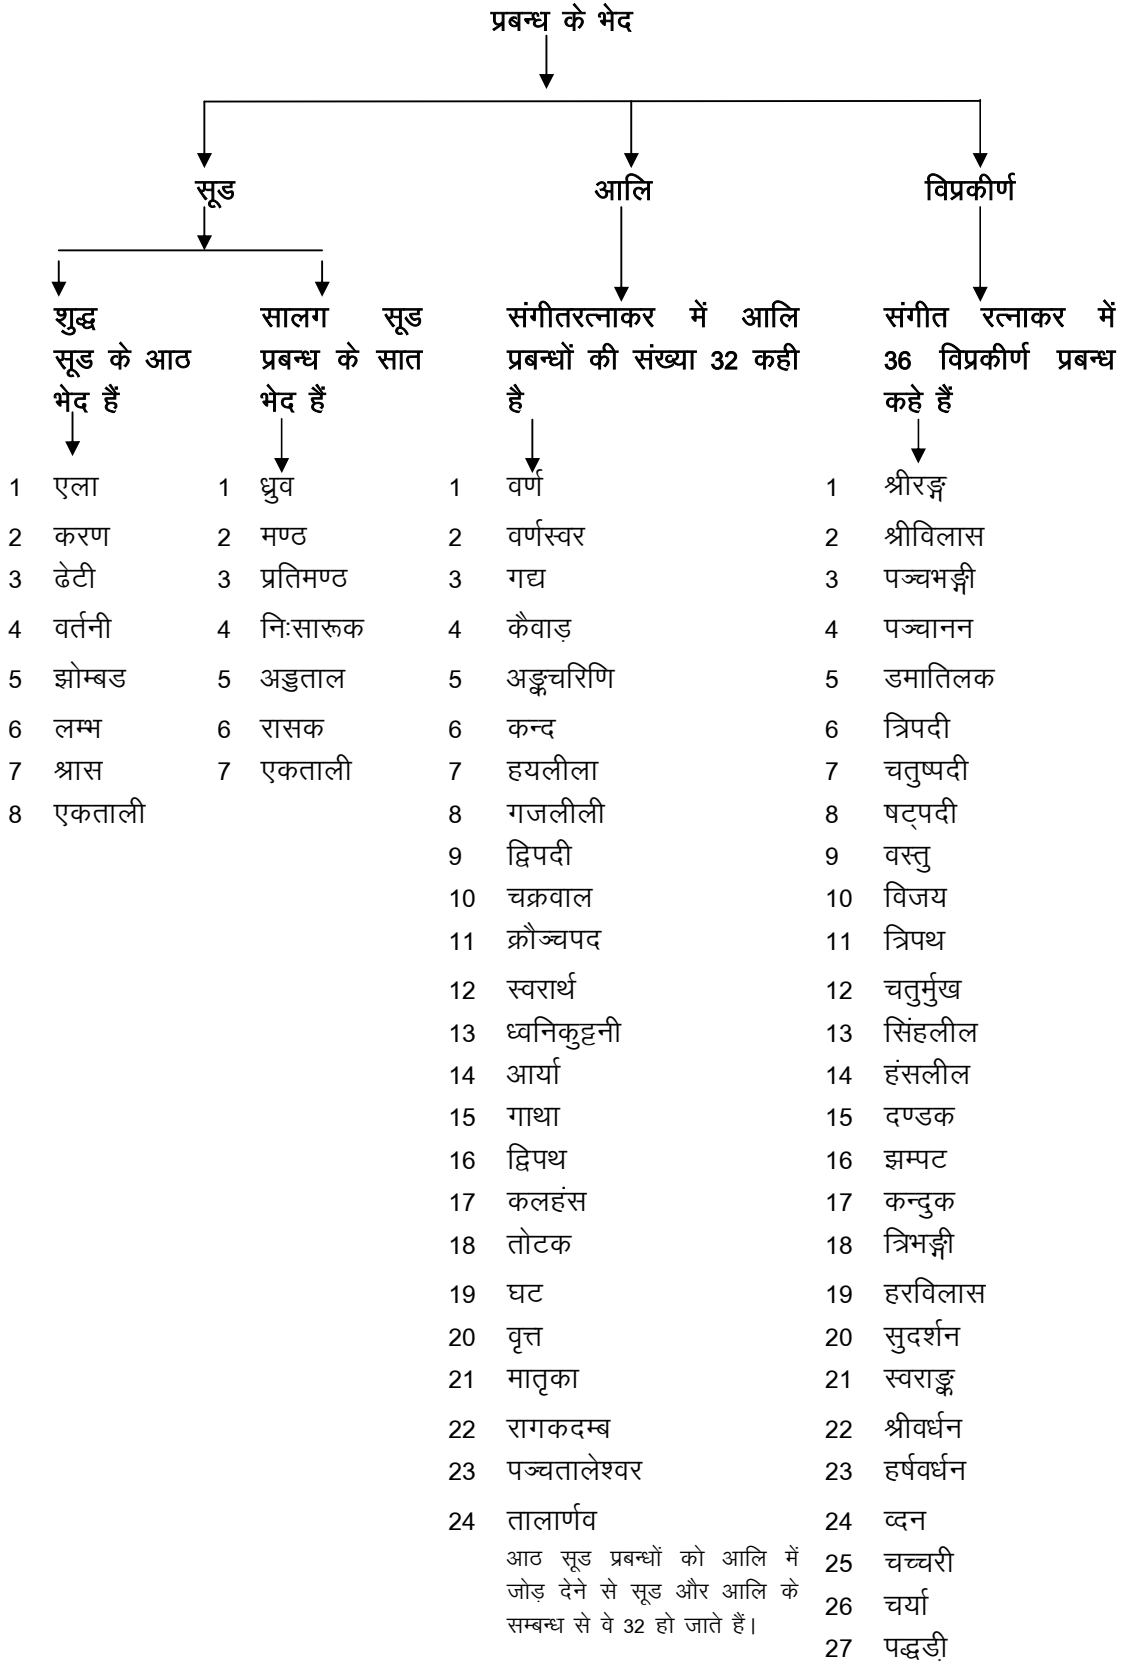 प्रबन्ध के भेद
सूड
आलि
विप्रकीर्ण
शुद्ध
सूड के आठ
भेद हैं
सालग सूड
प्रबन्ध के सात
भेद हैं
संगीतरत्नाकर में आलि
प्रबन्धों की संख्या 32 कही
है
संगीत रत्नाकर में
36 विप्रकीर्ण प्रबन्ध
कहे हैं
1 एला
2 करण
3 ढेटी
4 वर्तनी
5 झोम्बड
6 लम्भ
7 श्रास
8 एकताली
1 ध्रुव
2 मण्ठ
3 प्रतिमण्ठ
4 निःसारूक
5 अड्डताल
6 रासक
7 एकताली
1 वर्ण
2 वर्णस्वर
3 गद्य
4 कैवाड़
5 अङ्कचरिणि
6 कन्द
7 हयलीला
8 गजलीली
9 द्विपदी
10 चक्रवाल
11 क्रौञ्चपद
12 स्वरार्थ
13 ध्वनिकुट्टनी
14 आर्या
15 गाथा
16 द्विपथ
17 कलहंस
18 तोटक
19 घट
20 वृत्त
21 मातृका
22 रागकदम्ब
23 पञ्चतालेश्वर
24 तालार्णव
आठ सूड प्रबन्धों को आलि में
जोड़ देने से सूड और आलि के
सम्बन्ध से वे 32 हो जाते हैं।
1 श्रीरङ्ग
2 श्रीविलास
3 पञ्चभङ्गी
4 पञ्चानन
5 डमातिलक
6 त्रिपदी
7 चतुष्पदी
8 षट्पदी
9 वस्तु
10 विजय
11 त्रिपथ
12 चतुर्मुख
13 सिंहलील
14 हंसलील
15 दण्डक
16 झम्पट
17 कन्दुक
18 त्रिभङ्गी
19 हरविलास
20 सुदर्शन
21 स्वराङ्क
22 श्रीवर्धन
23 हर्षवर्धन
24 व्दन
25 चच्चरी
26 चर्या
27 पद्धड़ी